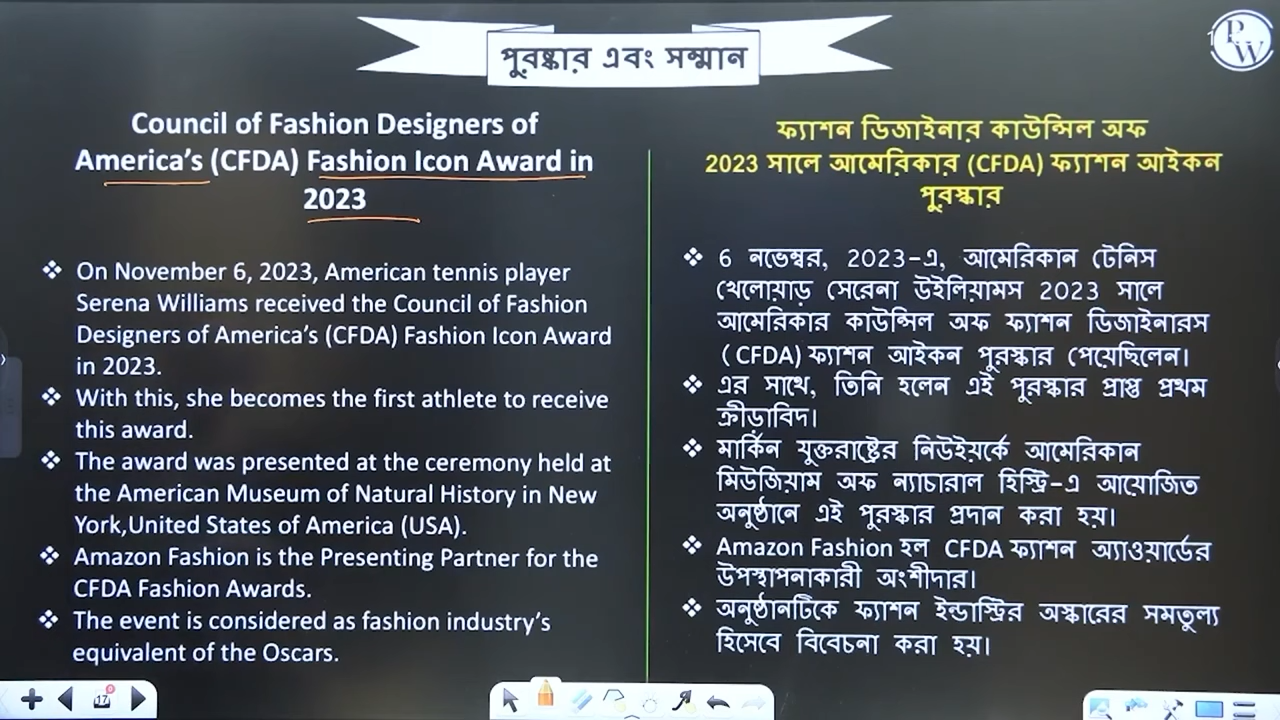 পুরষ্কার এবং সম্মান
PW
Council of Fashion Designers of
America’s (CFDA) Fashion Icon Award in
2023
❖ On November 6, 2023, American tennis player
Serena Williams received the Council of Fashion
Designers of America’s (CFDA) Fashion Icon Award
in 2023.
❖ With this, she becomes the first athlete to receive
this award.
❖ The award was presented at the ceremony held at
the American Museum of Natural History in New
York,United States of America (USA).
❖ Amazon Fashion is the Presenting Partner for the
CFDA Fashion Awards.
❖ The event is considered as fashion industry’s
equivalent of the Oscars.
ফ্যাশন ডিজাইনার কাউন্সিল অফ
2023 সালে আমেরিকার (CFDA) ফ্যাশন আইকন
পুরস্কার
❖ 6 নভেম্বর, 2023-এ, আমেরিকান টেনিস
খেলোয়াড় সেরেনা উইলিয়ামস 2023 সালে
আমেরিকার কাউন্সিল অফ ফ্যাশন ডিজাইনারস
(CFDA) ফ্যাশন আইকন পুরস্কার পেয়েছিলেন।
❖ এর সাথে, তিনি হলেন এই পুরস্কার প্রাপ্ত প্রথম
ক্রীড়াবিদ।
❖ মার্কিন যুক্তরাষ্ট্রের নিউইয়র্কে আমেরিকান
মিউজিয়াম অফ ন্যাচারাল হিস্ট্রি-এ আয়োজিত
অনুষ্ঠানে এই পুরস্কার প্রদান করা হয়।
❖ Amazon Fashion হল CFDA ফ্যাশন অ্যাওয়ার্ডের
উপস্থাপনাকারী অংশীদার।
❖ অনুষ্ঠানটিকে ফ্যাশন ইন্ডাস্ট্রির অস্কারের সমতুল্য
হিসেবে বিবেচনা করা হয়।
17